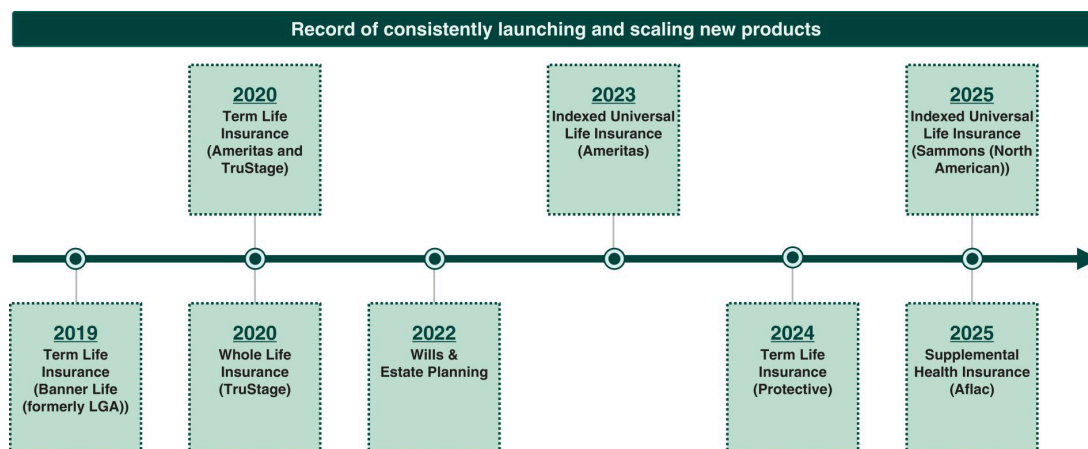 Record of consistently launching and scaling new products
2020
Term Life
Insurance
(Ameritas and
TruStage)
2023
Indexed Universal
Life Insurance
(Ameritas)
2025
Indexed Universal
Life Insurance
(Sammons (North
American))
2019
Term Life
Insurance
(Banner Life
(formerly LGA))
2020
Whole Life
Insurance
(TruStage)
2022
Wills &
Estate Planning
2024
Term Life
Insurance
(Protective)
2025
Supplemental
Health Insurance
(Aflac)